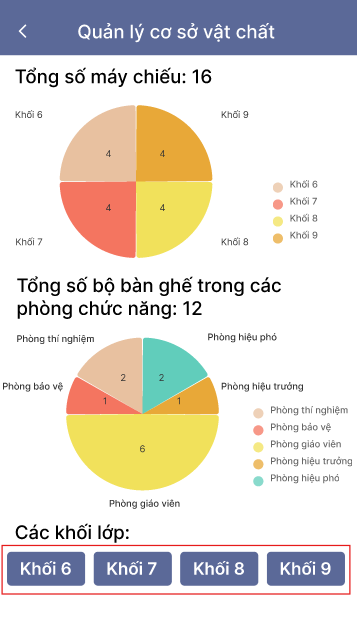 Quản lý cơ sở vật chất
Tổng số máy chiếu: 16
Khối 6
Khối 9
4
4
4
4
Khối 7
Khối 8
Khối 6
Khối 7
Khối 8
Khối 9
Tổng số bộ bàn ghế trong các
phòng chức năng: 12
Phòng thí nghiệm
Phòng hiệu phó
Phòng bảo vệ
Phòng hiệu trưởng
2
2
1
1
6
Phòng giáo viên
Phòng thí nghiệm
Phòng bảo vệ
Phòng giáo viên
Phòng hiệu trưởng
Phòng hiệu phó
Các khối lớp:
Khối 6
Khối 7
Khối 8
Khối 9